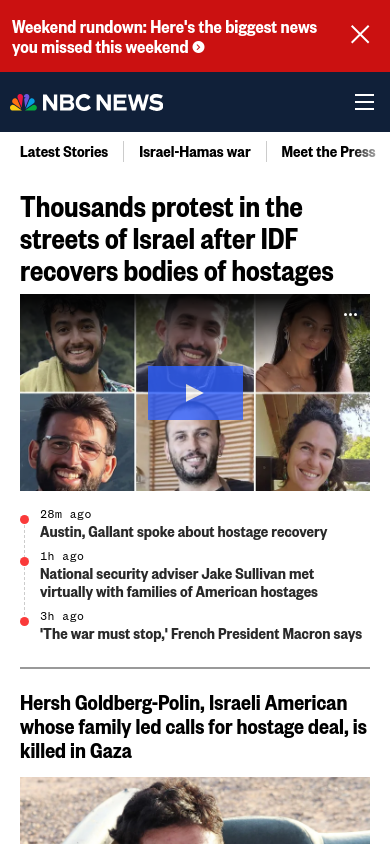 Weekend rundown: Here's the biggest news
you missed this weekend
NBC NEWS
Latest Stories
Israel-Hamas war
Meet the Press
Thousands protest in the
streets of Israel after IDF
recovers bodies of hostages
28m ago
Austin, Gallant spoke about hostage recovery
1h ago
National security adviser Jake Sullivan met
virtually with families of American hostages
3h ago
'The war must stop,' French President Macron says
Hersh Goldberg-Polin, Israeli American
whose family led calls for hostage deal, is
killed in Gaza